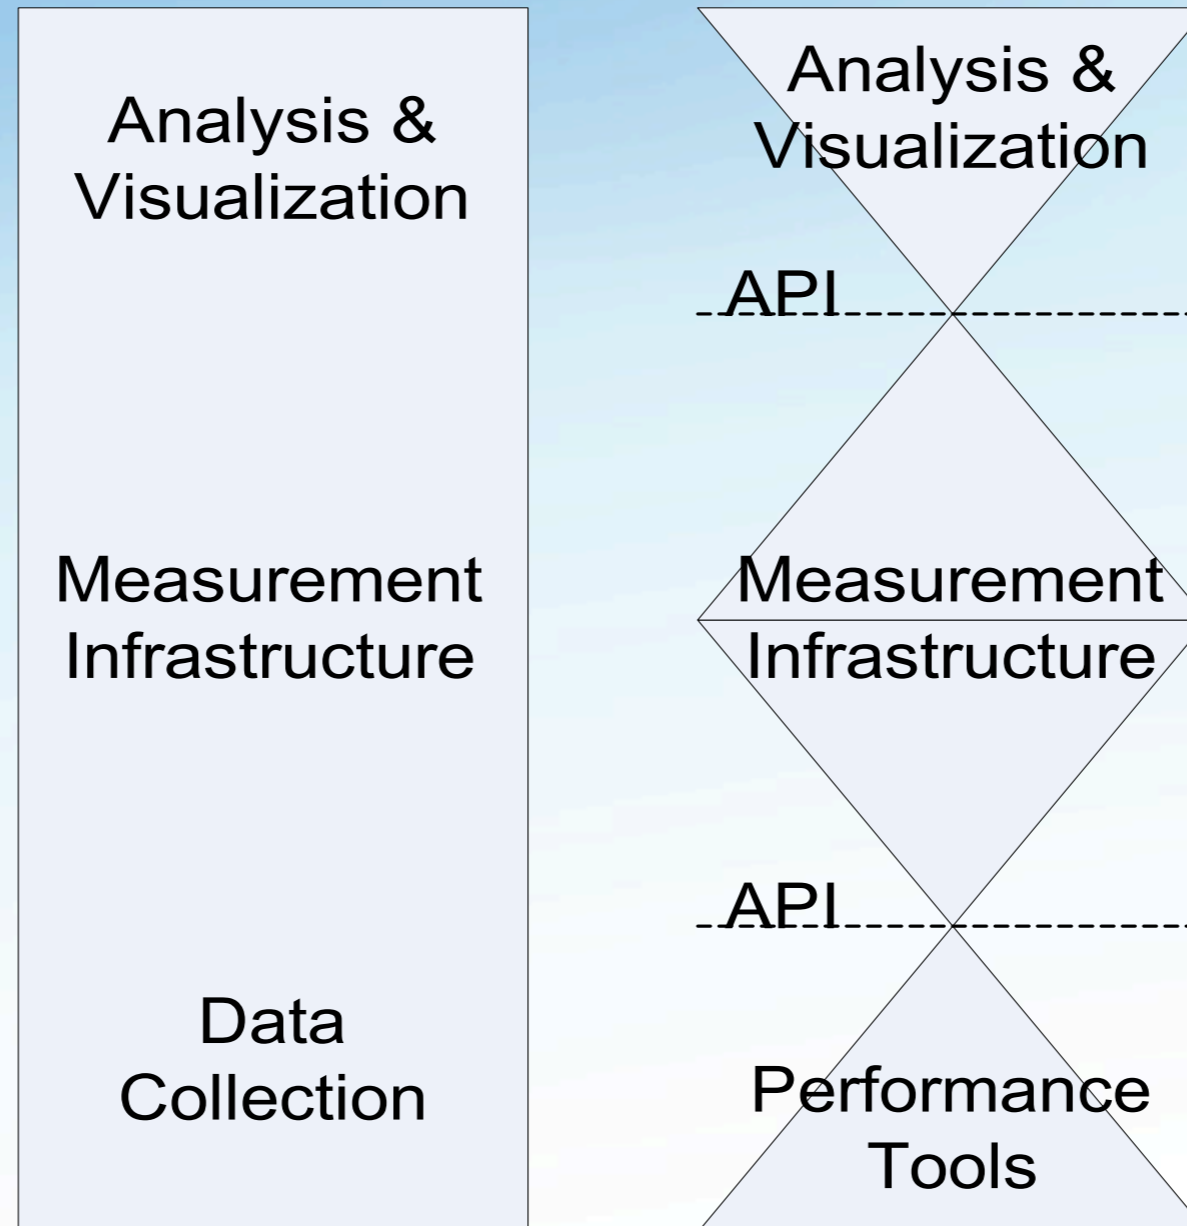 Analysis &
Visualization
Measurement
Infrastructure
Data
Collection
Analysis &
Visualization
API
Measurement
Infrastructure
API
Performance
Tools